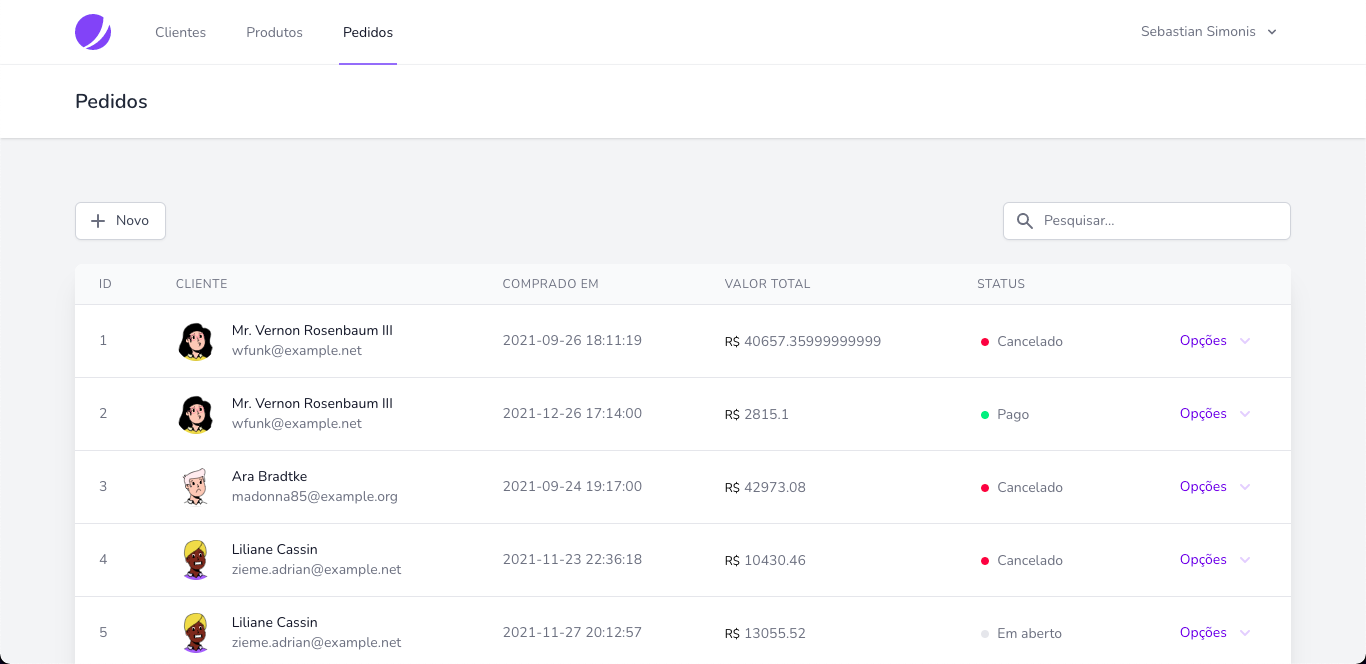 Clientes Produtos Pedidos Sebastian Simonis
Pedidos
Novo Pesquisar...
ID CLIENTE COMPRADO EM VALOR TOTAL STATUS
1 Mr. Vernon Rosenbaum III 2021-09-26 18:11:19 R$ 40657.35999999999 Cancelado Opções
wfunk@example.net
2 Mr. Vernon Rosenbaum III 2021-12-26 17:14:00 R$ 2815.1 Pago Opções
wfunk@example.net
3 Ara Bradtke 2021-09-24 19:17:00 R$ 42973.08 Cancelado Opções
madonna85@example.org
4 Liliane Cassin 2021-11-23 22:36:18 R$ 10430.46 Cancelado Opções
zieme.adrian@example.net
5 Liliane Cassin 2021-11-27 20:12:57 R$ 13055.52 Em aberto Opções
zieme.adrian@example.net